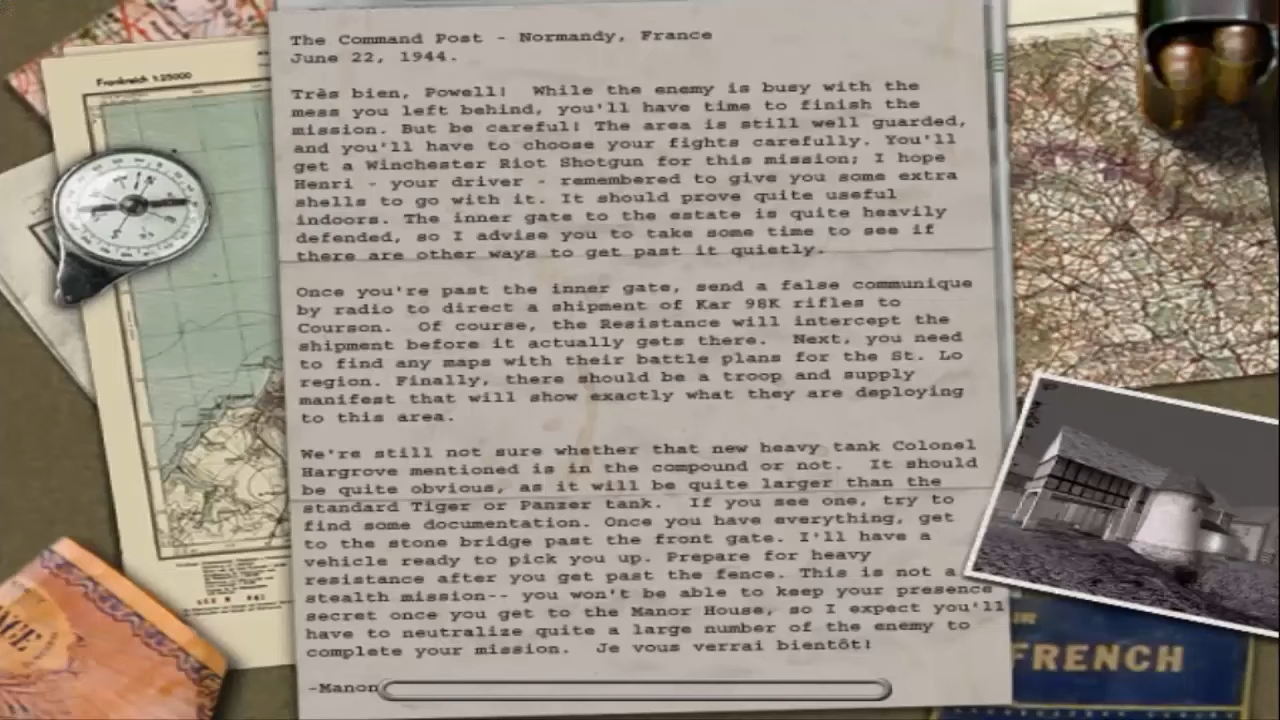 The Command Post - Normandy, France
June 22, 1944.
Très bien, Powell!  While the enemy is busy with the
mess you left behind, you'll have time to finish the
mission. But be careful! The area is still well guarded,
and you'll have to choose your fights carefully. You'll
get a Winchester Riot Shotgun for this mission; I hope
Henri - your driver - remembered to give you some extra
shells to go with it. It should prove quite useful
indoors. The inner gate to the estate is quite heavily
defended, so I advise you to take some time to see if
there are other ways to get past it quietly.
Once you're past the inner gate, send a false communique
by radio to direct a shipment of Kar 98K rifles to
Courson.  Of course, the Resistance will intercept the
shipment before it actually gets there.  Next, you need
to find any maps with their battle plans for the St. Lo
region. Finally, there should be a troop and supply
manifest that will show exactly what they are deploying
to this area.
We're still not sure whether that new heavy tank Colonel
Hargrove mentioned is in the compound or not.  It should
be quite obvious, as it will be quite larger than the
standard Tiger or Panzer tank.  If you see one, try to
find some documentation. Once you have everything, get
to the stone bridge past the front gate. I'll have a
vehicle ready to pick you up. Prepare for heavy
resistance after you get past the fence. This is not a
stealth mission-- you won't be able to keep your presence
secret once you get to the Manor House, so I expect you'll
have to neutralize quite a large number of the enemy to
complete your mission.  Je vous verrai bientôt!
-Manon
Frankreich 1:25000
FRENCH